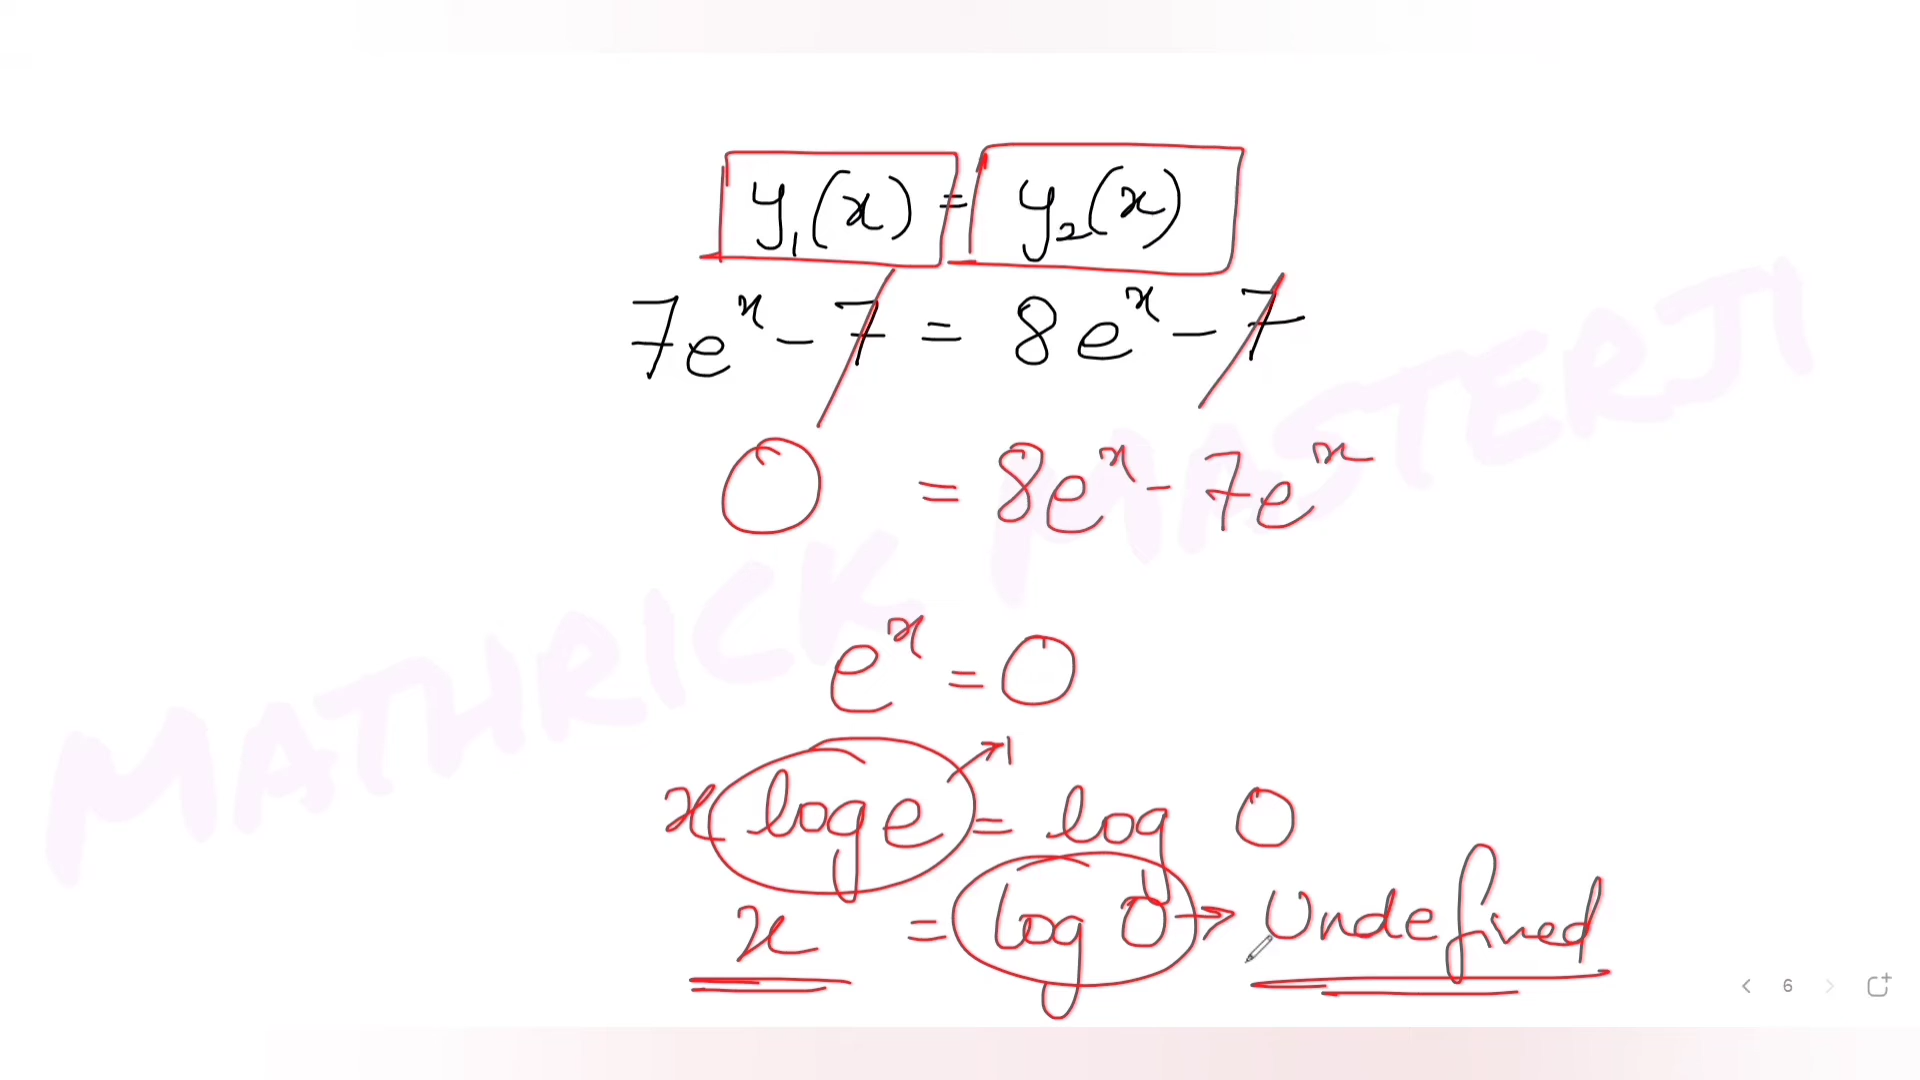 y₁(x) = y₂(x)
7eˣ - 7 = 8eˣ - 7
0 = 8eˣ - 7eˣ
eˣ = 0
1
x log e = log 0
x = log 0 → Undefined
6
MATHRICK MASTERJI